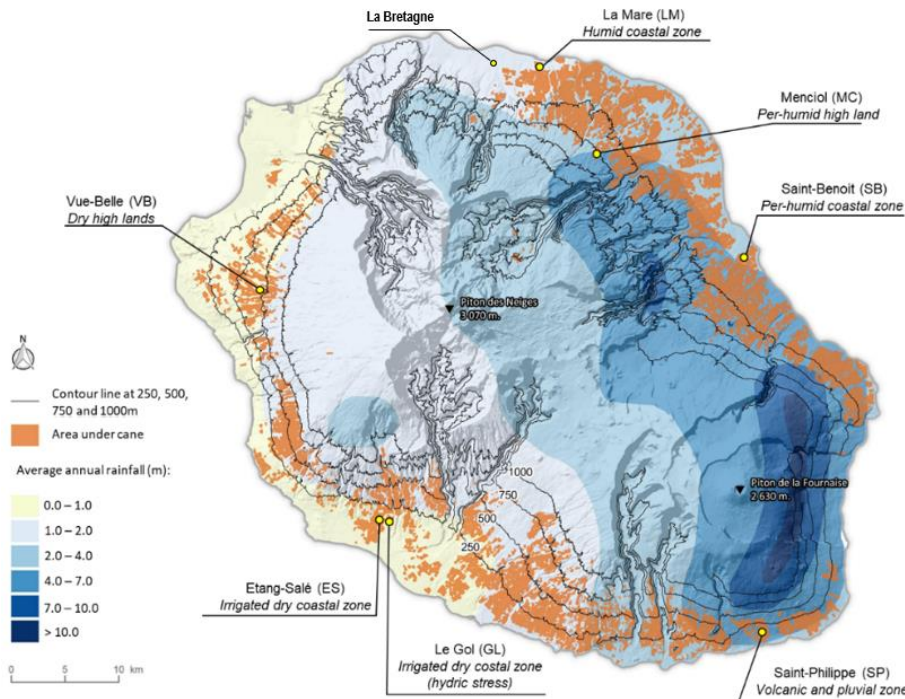 La Bretagne
La Mare (LM)
Humid coastal zone
Menciol (MC)
Per-humid high land
Saint-Benoit (SB)
Per-humid coastal zone
Vue-Belle (VB)
Dry high lands
Piton des Neiges
3 070 m.
N
Contour line at 250, 500,
750 and 1000m
Area under cane
Average annual rainfall (m):
0.0 – 1.0
1.0 – 2.0
2.0 – 4.0
4.0 – 7.0
7.0 – 10.0
> 10.0
1000
750
500
250
Piton de la Fournaise
2 630 m.
Etang-Salé (ES)
Irrigated dry coastal zone
Le Gol (GL)
Irrigated dry costal zone
(hydric stress)
Saint-Philippe (SP)
Volcanic and pluvial zone
0 5 10 km